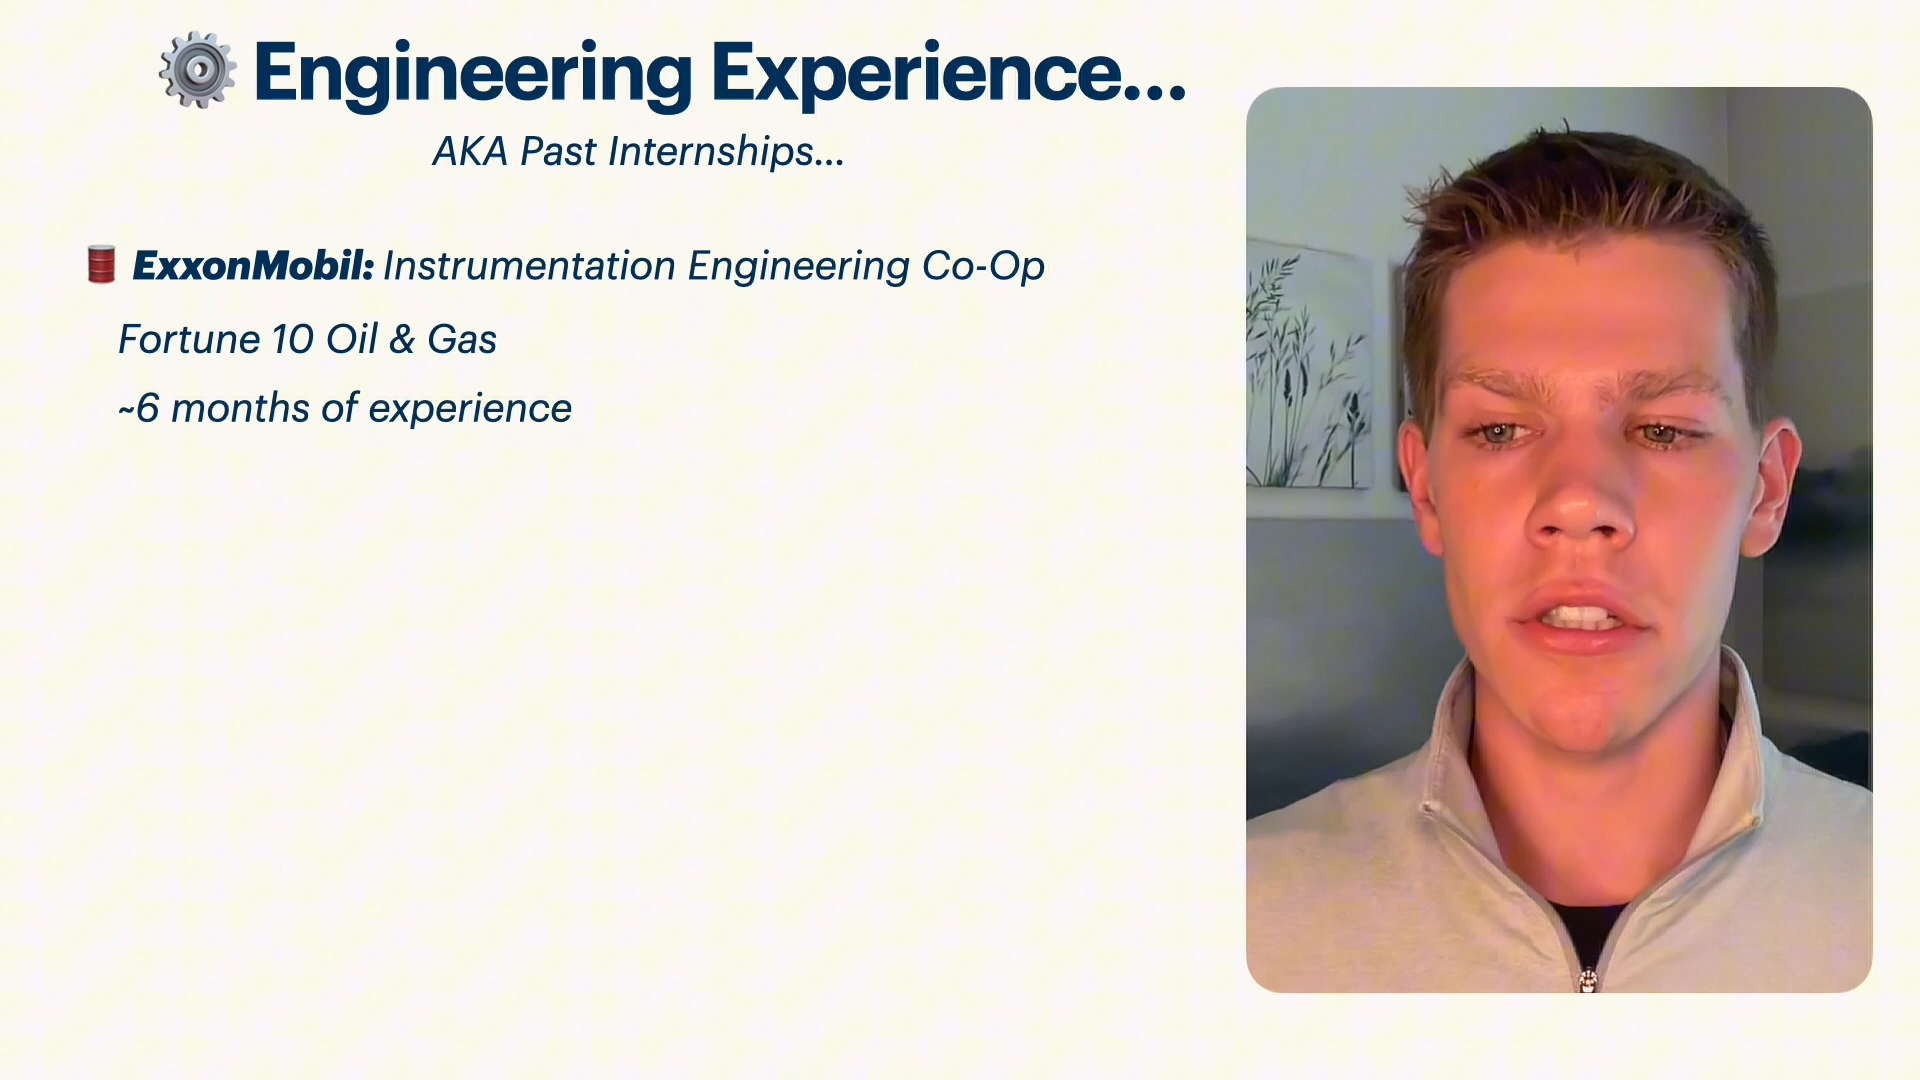 Engineering Experience...
AKA Past Internships...
ExxonMobil: Instrumentation Engineering Co-Op
Fortune 10 Oil & Gas
~6 months of experience